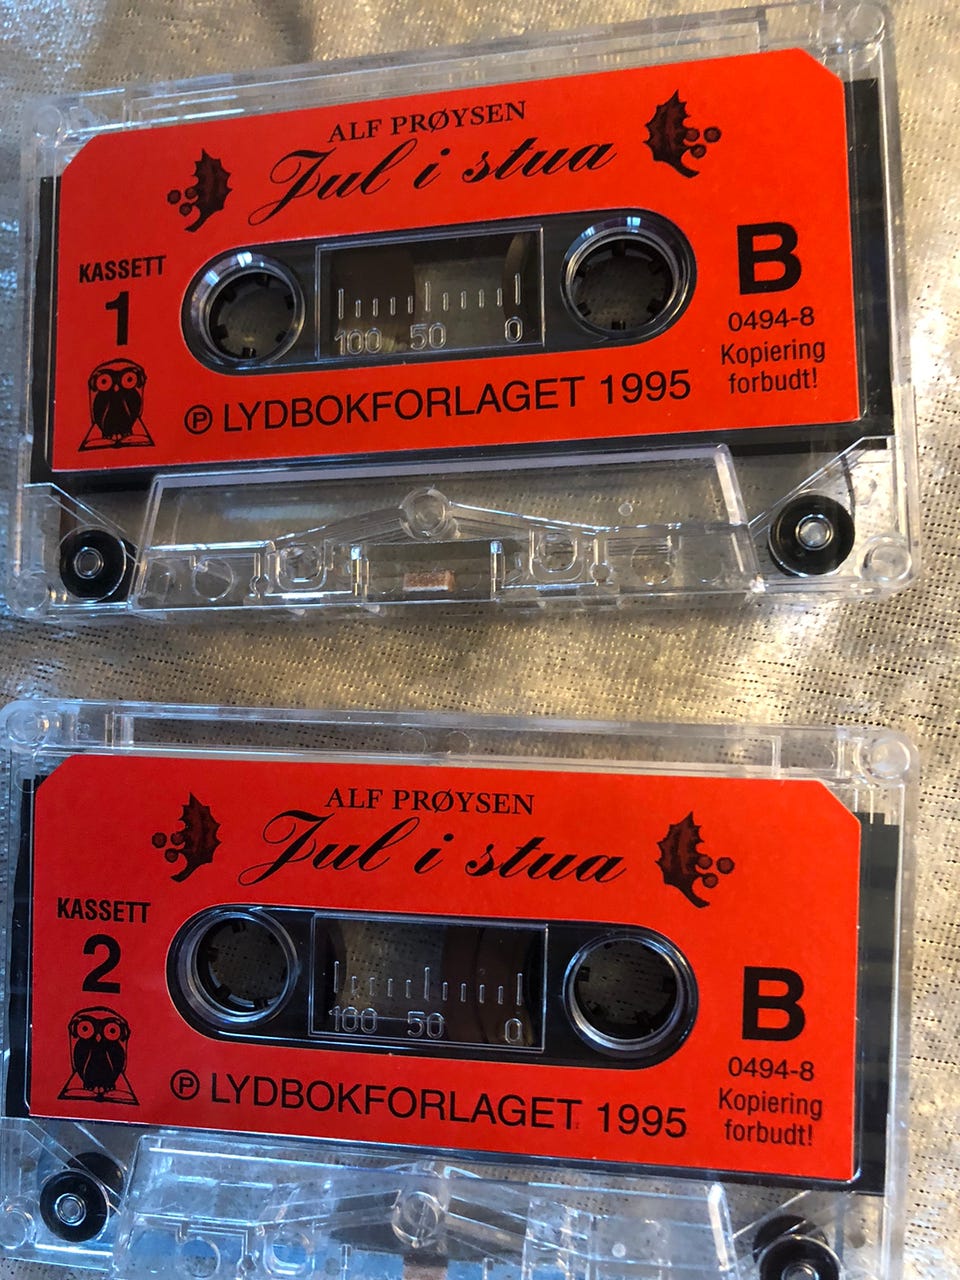 ALF PRØYSEN
Jul i stua
KASSETT
1
B
0494-8
Kopiering
forbudt!
100 50 0
Ⓟ LYDBOKFORLAGET 1995
ALF PRØYSEN
Jul i stua
KASSETT
2
B
0494-8
Kopiering
forbudt!
100 50 0
Ⓟ LYDBOKFORLAGET 1995